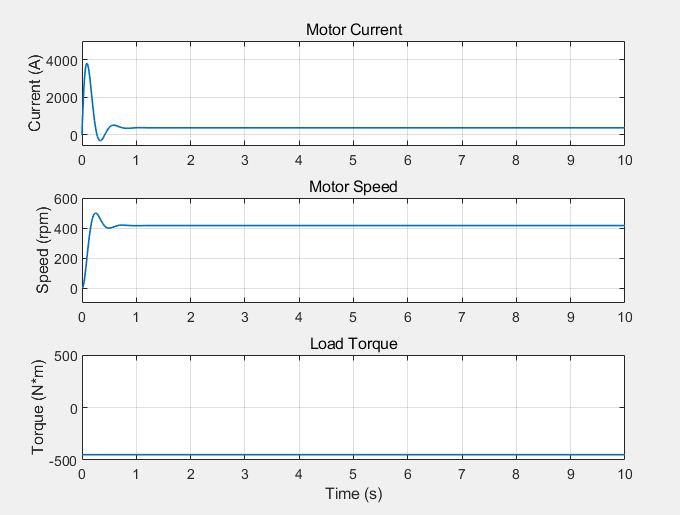 Motor Current
Current (A)
4000
2000
0
0 1 2 3 4 5 6 7 8 9 10
Motor Speed
Speed (rpm)
600
400
200
0
0 1 2 3 4 5 6 7 8 9 10
Load Torque
Torque (N*m)
500
0
-500
0 1 2 3 4 5 6 7 8 9 10
Time (s)